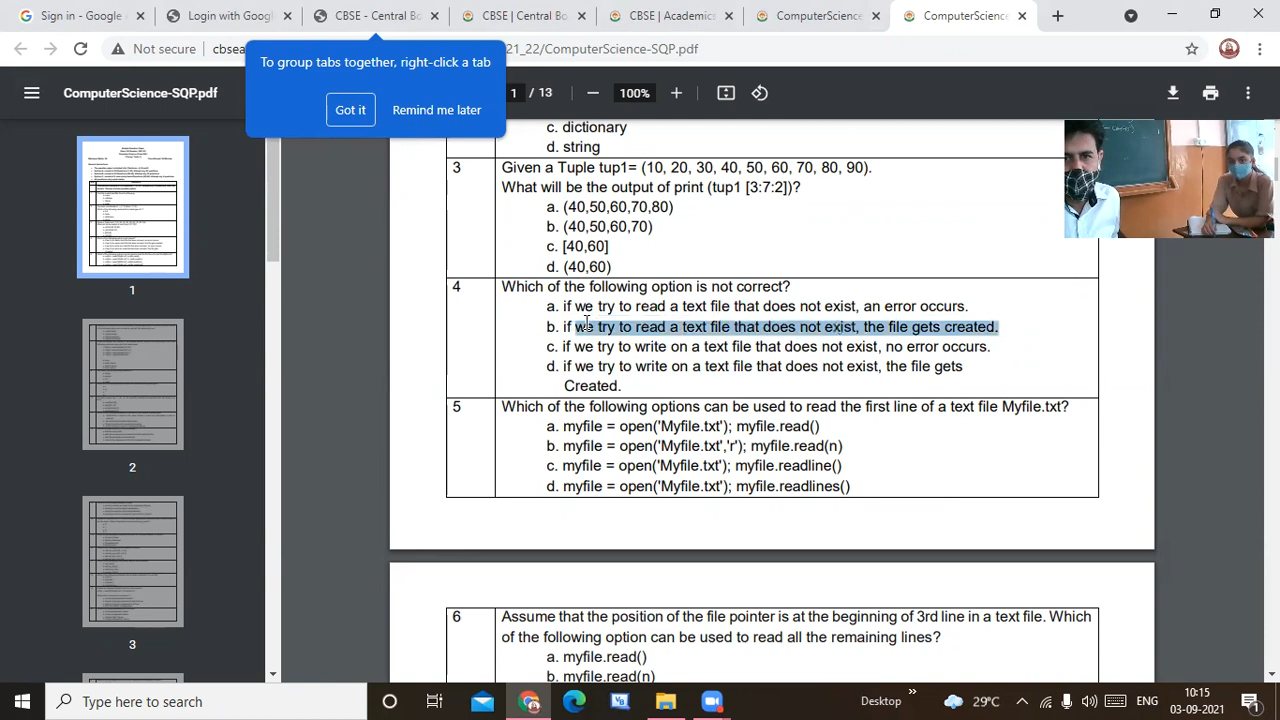 Sign in - Google
Login with Goog
CBSE - Central Bo
CBSE | Central Bo
CBSE | Academics
ComputerScience
ComputerScience
Not secure
cbsea
21_22/ComputerScience-SQP.pdf
To group tabs together, right-click a tab
Got it
Remind me later
ComputerScience-SQP.pdf
1 / 13
100%
c. dictionary
d. string
3
Given a Tuple tup1= (10, 20, 30, 40, 50, 60, 70, 80, 90).
What will be the output of print (tup1 [3:7:2])?
a. (40,50,60,70,80)
b. (40,50,60,70)
c. [40,60]
d. (40,60)
4
Which of the following option is not correct?
a. if we try to read a text file that does not exist, an error occurs.
b. if we try to read a text file that does not exist, the file gets created.
c. if we try to write on a text file that does not exist, no error occurs.
d. if we try to write on a text file that does not exist, the file gets
Created.
5
Which of the following options can be used to read the first line of a text file Myfile.txt?
a. myfile = open('Myfile.txt'); myfile.read()
b. myfile = open('Myfile.txt','r'); myfile.read(n)
c. myfile = open('Myfile.txt'); myfile.readline()
d. myfile = open('Myfile.txt'); myfile.readlines()
6
Assume that the position of the file pointer is at the beginning of 3rd line in a text file. Which
of the following option can be used to read all the remaining lines?
a. myfile.read()
b. myfile.read(n)
1
2
3
Type here to search
Desktop
29°C
ENG
10:15
03-09-2021